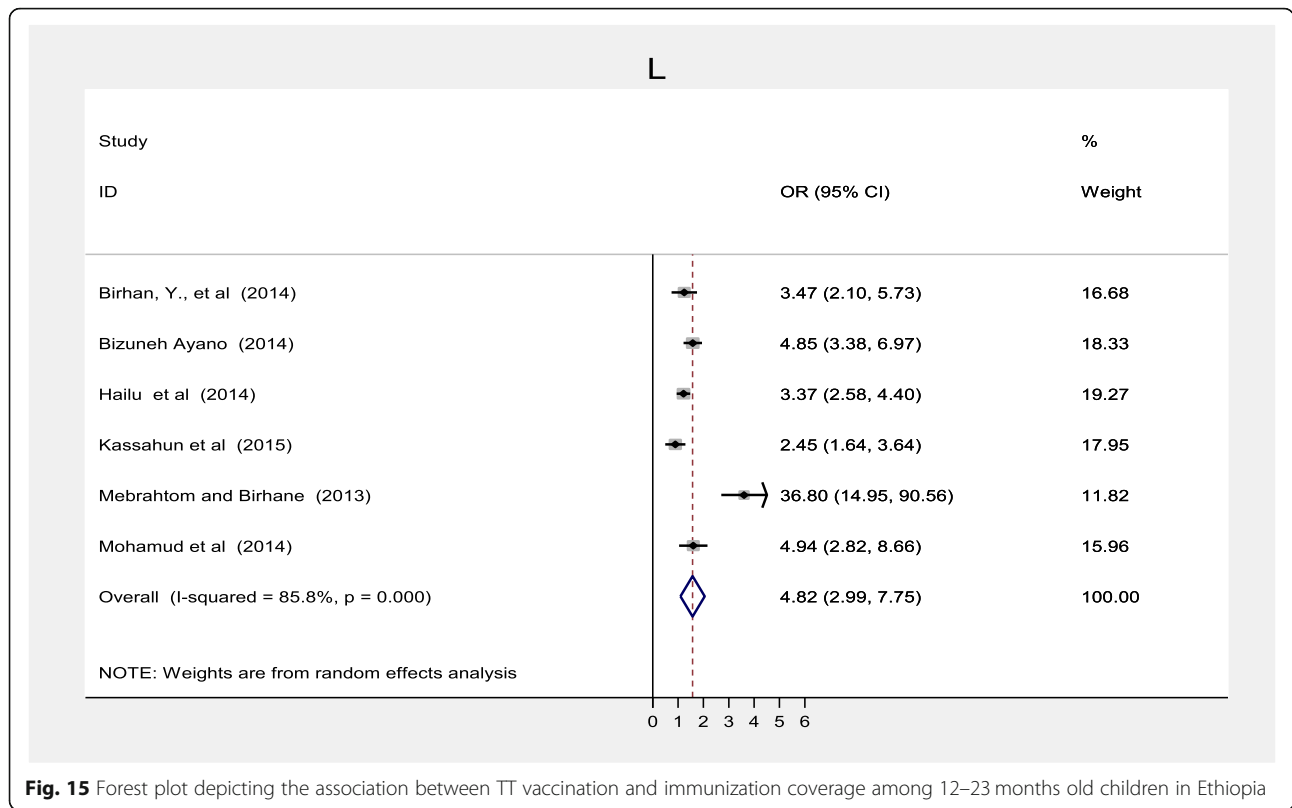 L
Study %
ID OR (95% CI) Weight
Birhan, Y., et al (2014) 3.47 (2.10, 5.73) 16.68
Bizuneh Ayano (2014) 4.85 (3.38, 6.97) 18.33
Hailu et al (2014) 3.37 (2.58, 4.40) 19.27
Kassahun et al (2015) 2.45 (1.64, 3.64) 17.95
Mebrahtom and Birhane (2013) 36.80 (14.95, 90.56) 11.82
Mohamud et al (2014) 4.94 (2.82, 8.66) 15.96
Overall (I-squared = 85.8%, p = 0.000) 4.82 (2.99, 7.75) 100.00
NOTE: Weights are from random effects analysis
0 1 2 3 4 5 6
Fig. 15 Forest plot depicting the association between TT vaccination and immunization coverage among 12–23 months old children in Ethiopia